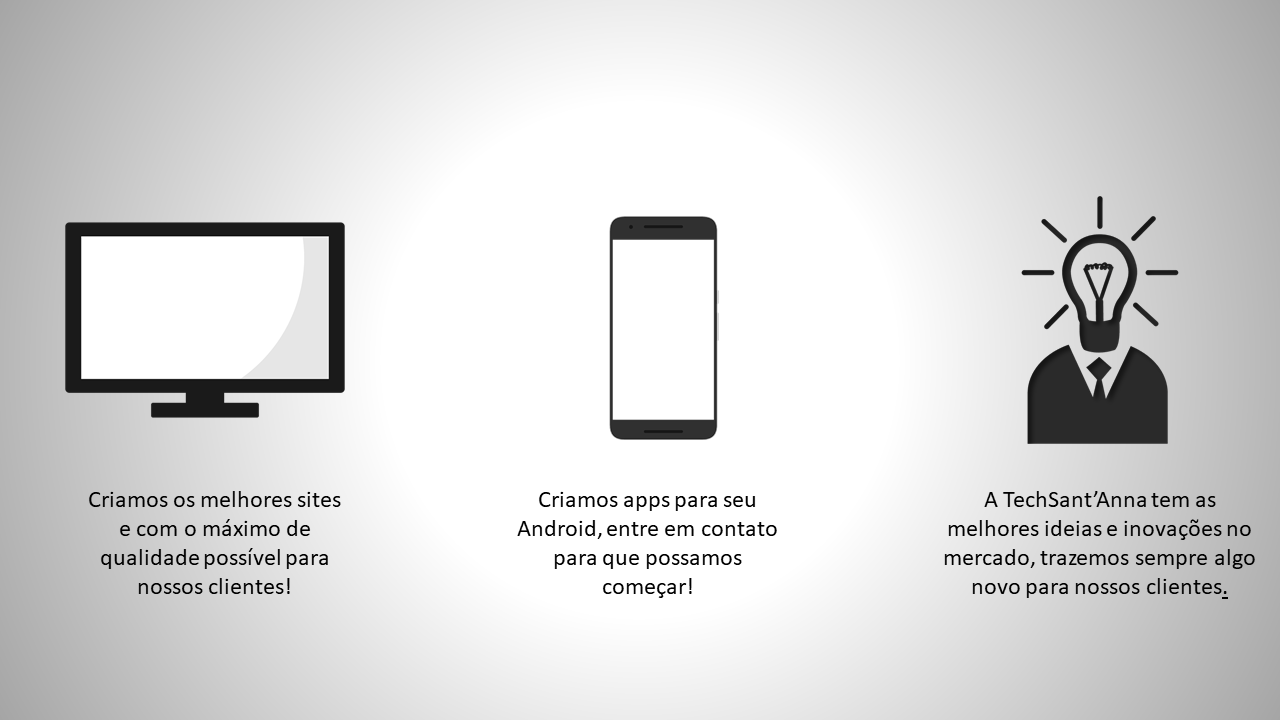 Criamos os melhores sites
e com o máximo de
qualidade possível para
nossos clientes!
Criamos apps para seu
Android, entre em contato
para que possamos
começar!
A TechSant’Anna tem as
melhores ideias e inovações no
mercado, trazemos sempre algo
novo para nossos clientes.